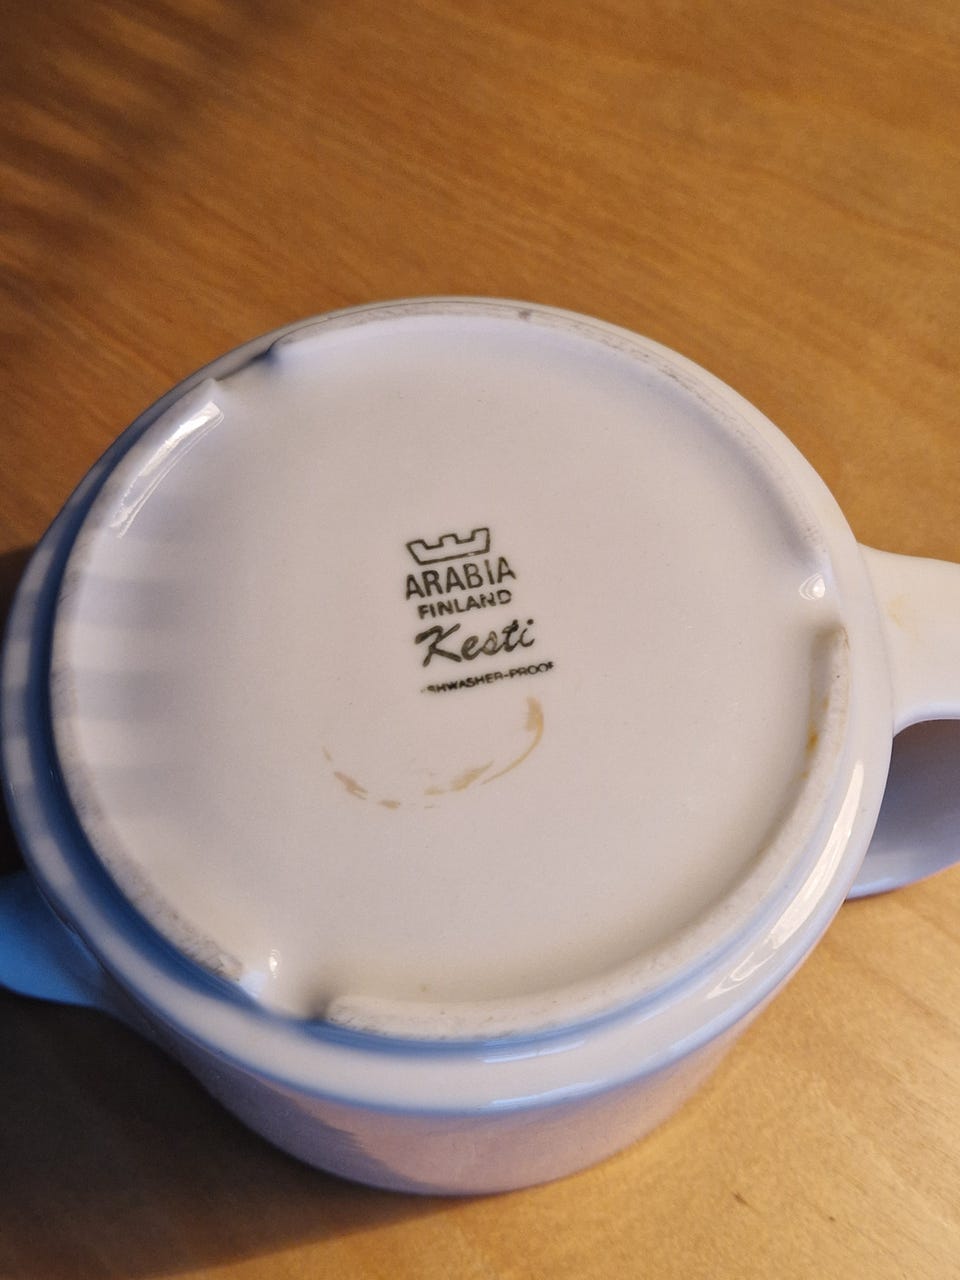 ARABIA
FINLAND
Kesti
SHWASHER-PROOF